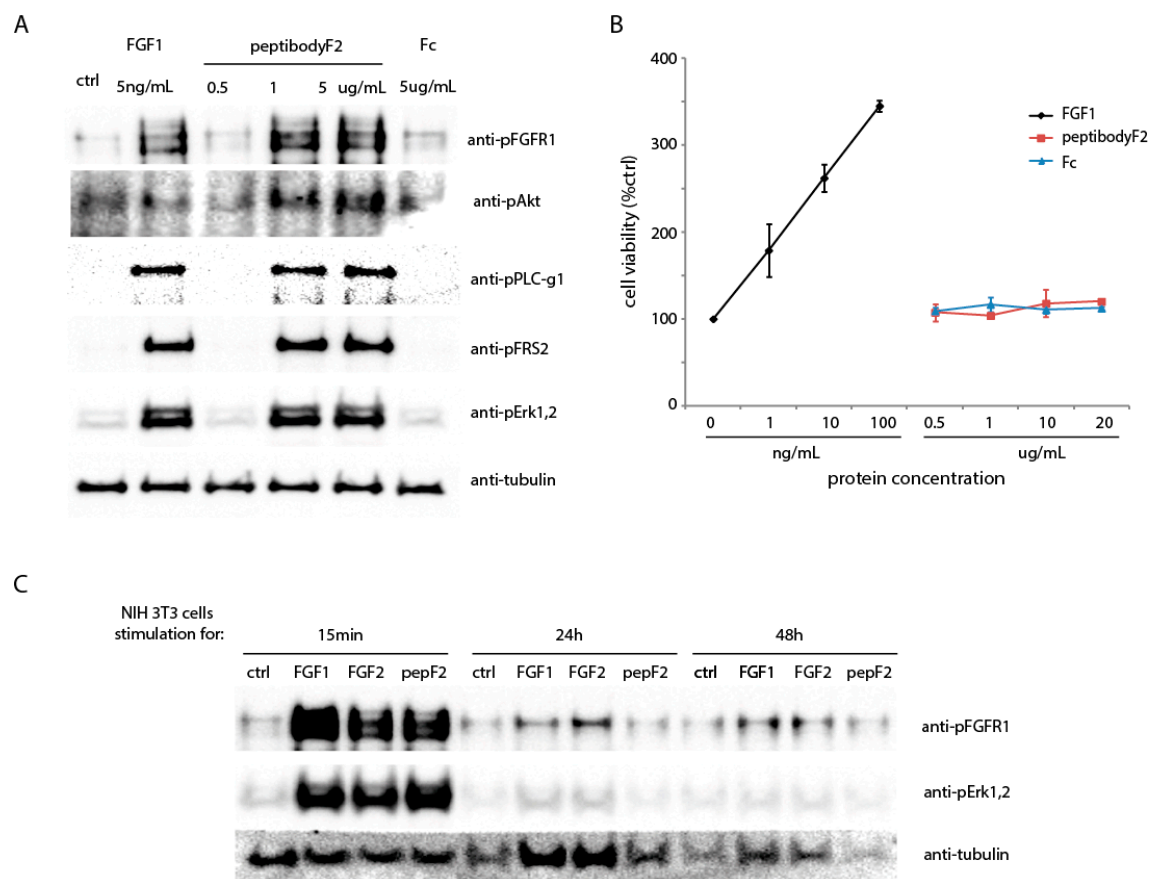 A
FGF1 peptibodyF2 Fc
ctrl 5ng/mL 0.5 1 5 ug/mL 5ug/mL
anti-pFGFR1
anti-pAkt
anti-pPLC-g1
anti-pFRS2
anti-pErk1,2
anti-tubulin
B
400
300
200
100
0
cell viability (%ctrl)
FGF1
peptibodyF2
Fc
0 1 10 100 0.5 1 10 20
ng/mL ug/mL
protein concentration
C
NIH 3T3 cells
stimulation for: 15min 24h 48h
ctrl FGF1 FGF2 pepF2 ctrl FGF1 FGF2 pepF2 ctrl FGF1 FGF2 pepF2
anti-pFGFR1
anti-pErk1,2
anti-tubulin